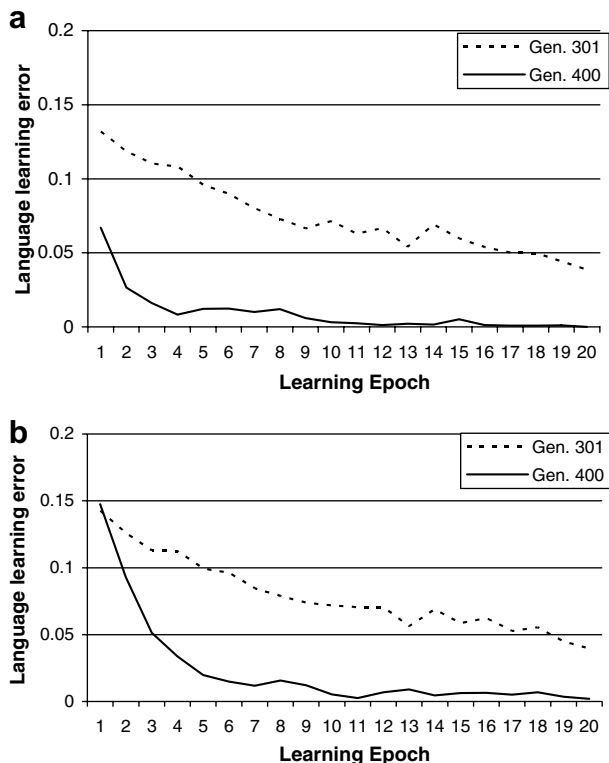 a
0.2
Gen. 301
Gen. 400
0.15
0.1
0.05
0
Language learning error
1 2 3 4 5 6 7 8 9 10 11 12 13 14 15 16 17 18 19 20
Learning Epoch
b
0.2
Gen. 301
Gen. 400
0.15
0.1
0.05
0
Language learning error
1 2 3 4 5 6 7 8 9 10 11 12 13 14 15 16 17 18 19 20
Learning Epoch